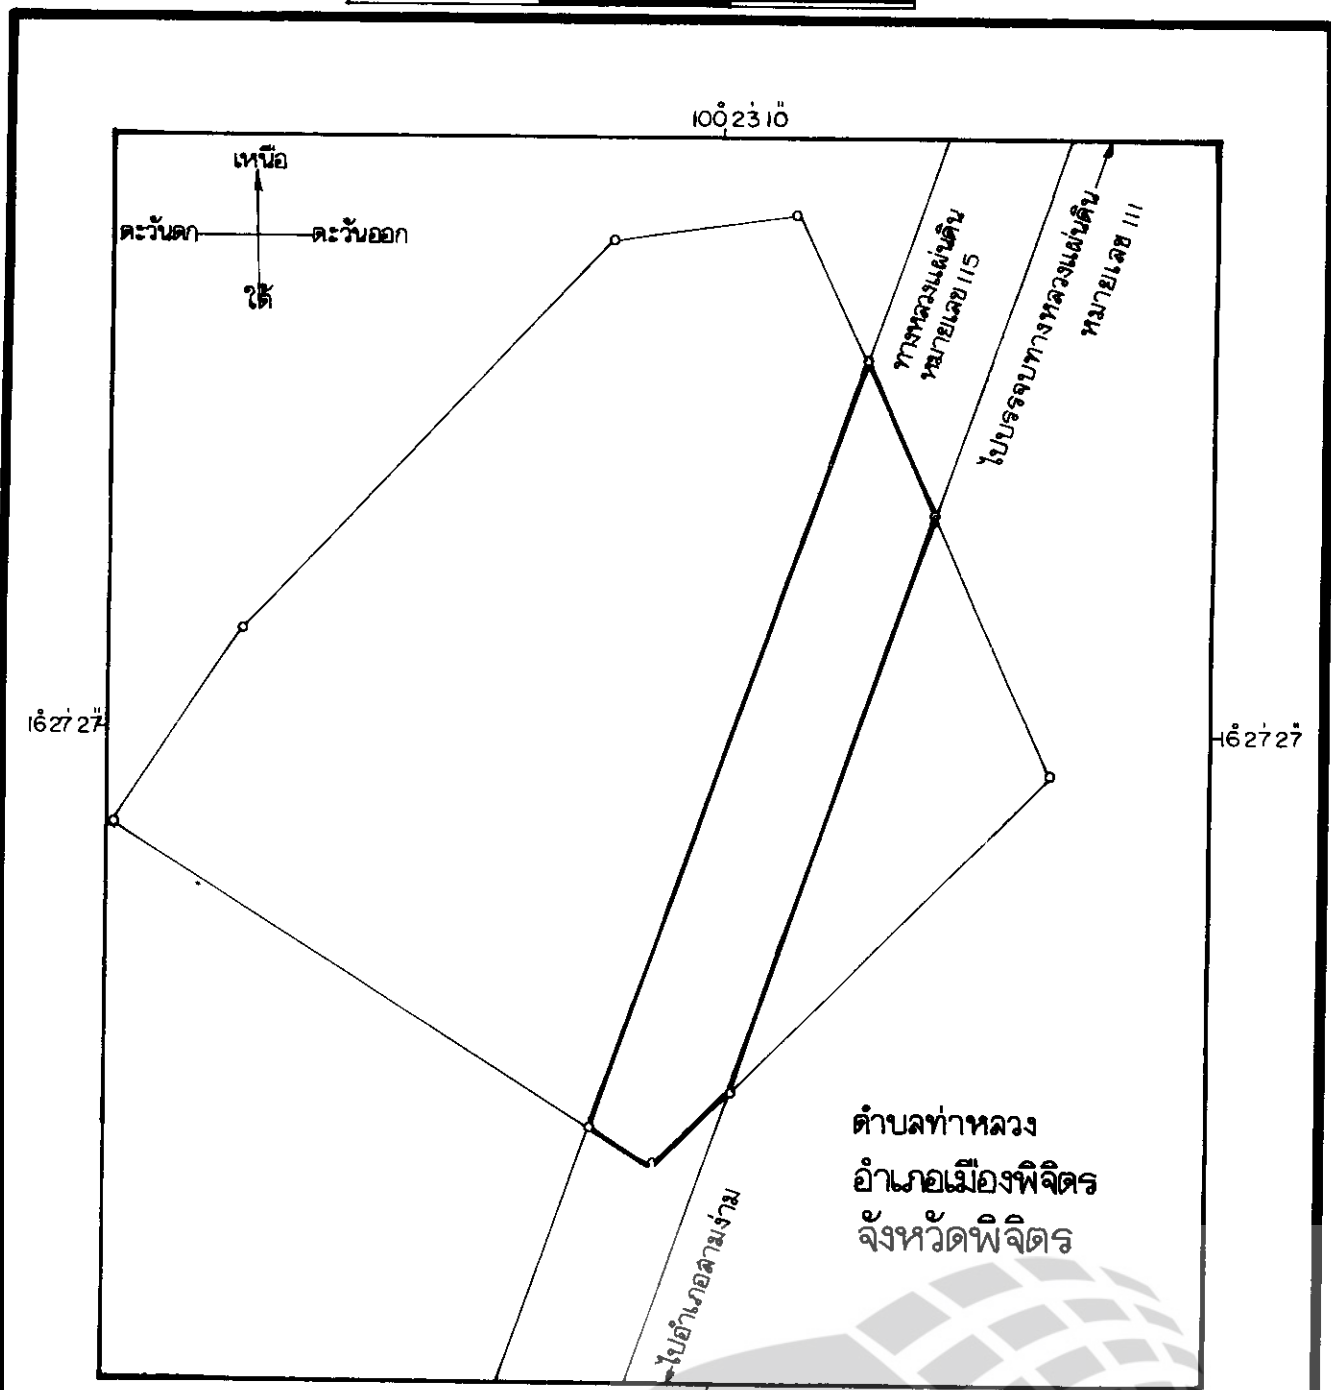 100° 23' 10"
เหนือ
ตะวันตก
ตะวันออก
ใต้
ทางหลวงแผ่นดิน
หมายเลข 115
ไปบรรจบทางหลวงแผ่นดิน
หมายเลข 111
16° 27' 27"
16° 27' 27"
ตำบลท่าหลวง
อำเภอเมืองพิจิตร
จังหวัดพิจิตร
ไปอำเภอสามง่าม